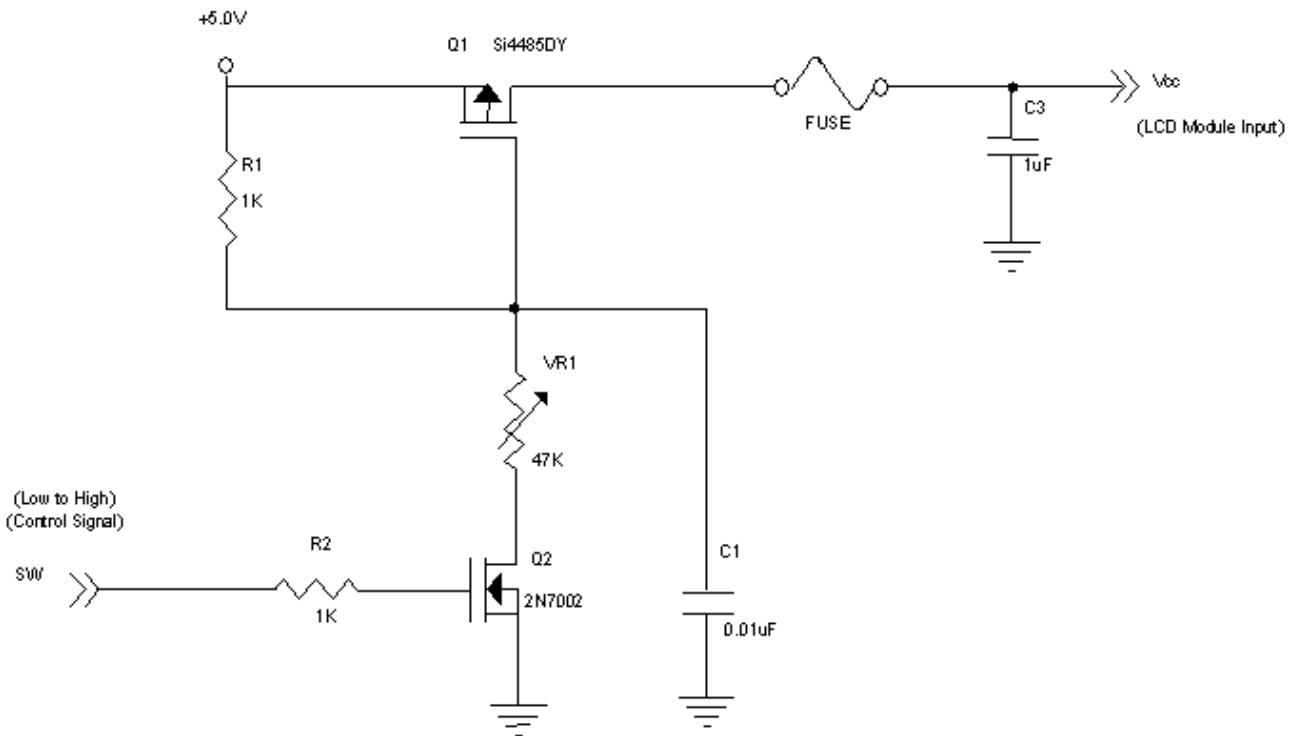 +5.0V
Q1 Si4485DY
FUSE
C3
Vcc
(LCD Module Input)
1uF
R1
1K
VR1
47K
(Low to High)
(Control Signal)
SW
R2
1K
Q2
2N7002
C1
0.01uF